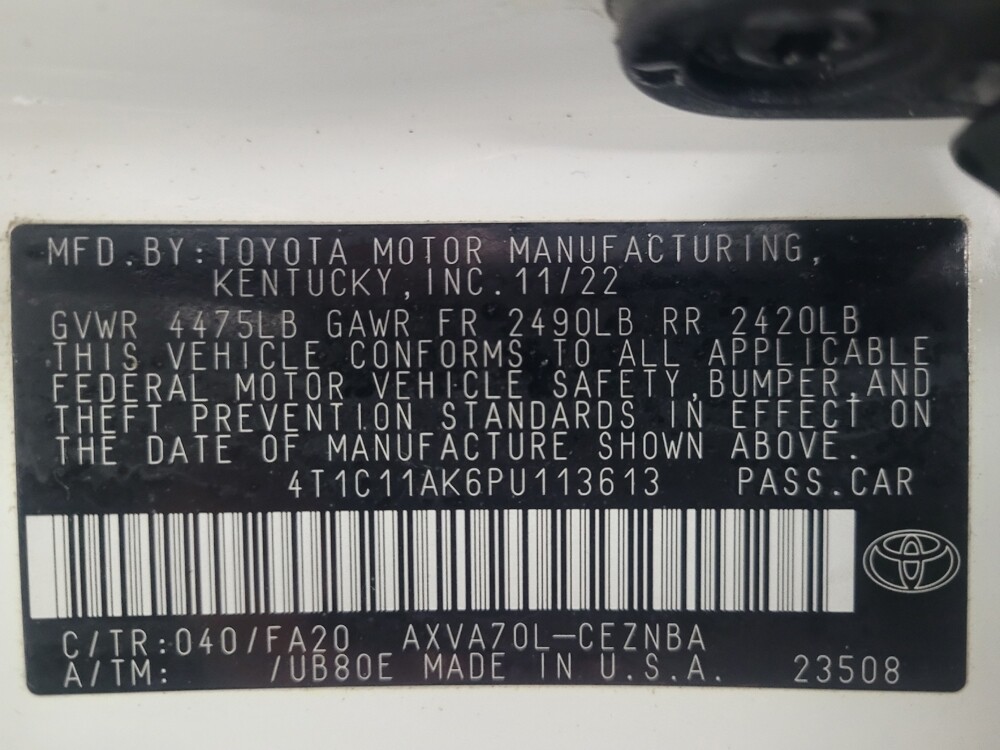 MFD.BY:TOYOTA MOTOR MANUFACTURING,
KENTUCKY,INC.11/22
GVWR 4475LB GAWR FR 2490LB RR 2420LB
THIS VEHICLE CONFORMS TO ALL APPLICABLE
FEDERAL MOTOR VEHICLE SAFETY,BUMPER,AND
THEFT PREVENTION STANDARDS IN EFFECT ON
THE DATE OF MANUFACTURE SHOWN ABOVE.
4T1C11AK6PU113613 PASS.CAR
C/TR:040/FA20 AXVA70L-CEZNBA
A/TM: /UB80E MADE IN U.S.A. 23508